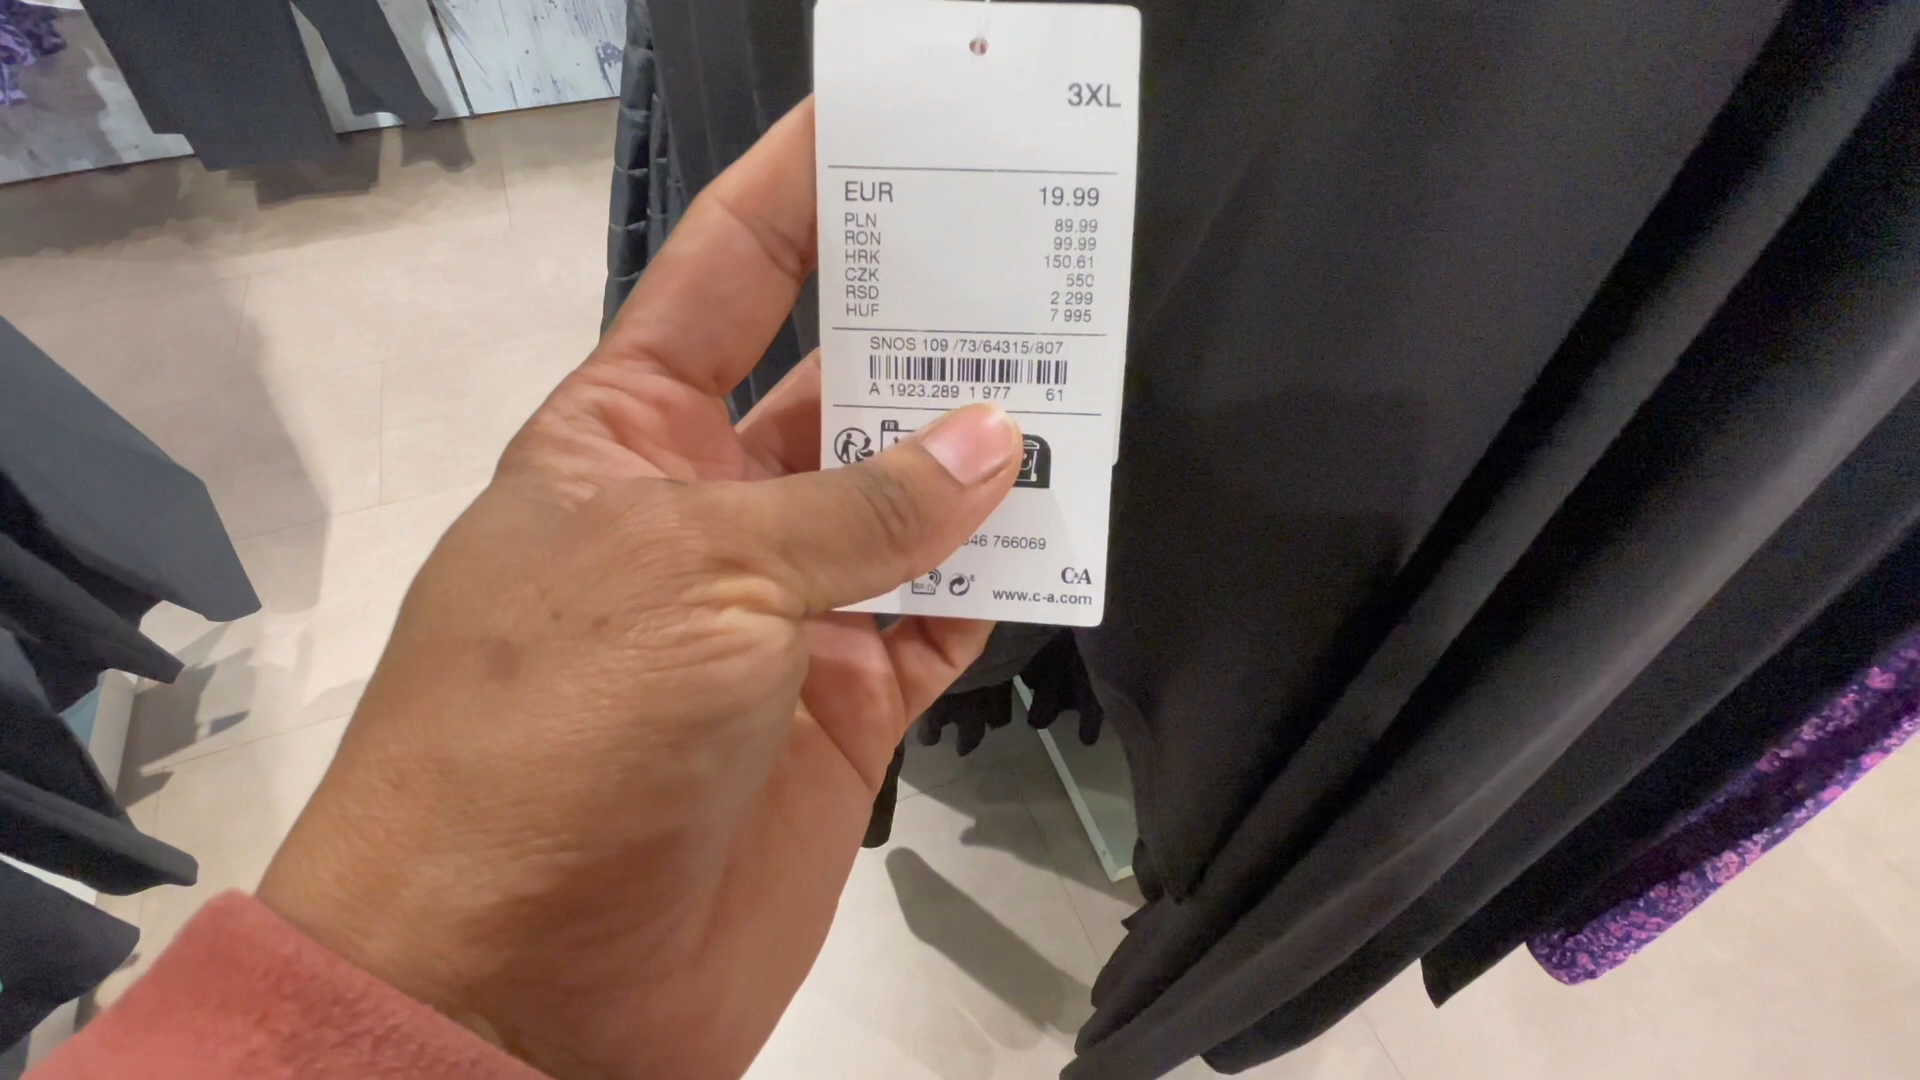 3XL
EUR 19.99
PLN 89.99
RON 99.99
HRK 150.61
CZK 550
RSD 2 299
HUF 7 995
SNOS 109 /73/64315/807
A 1923.289 1 977 61
FR
766069
C&A
www.c-a.com